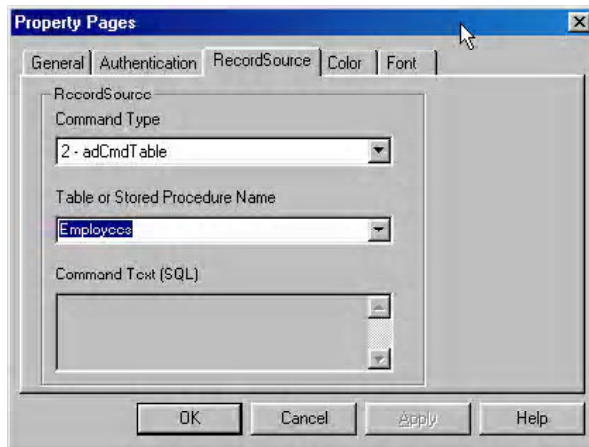 Property Pages
General Authentication RecordSource Color Font
RecordSource
Command Type
2 - adCmdTable
Table or Stored Procedure Name
Employees
Command Text (SQL)
OK Cancel Apply Help